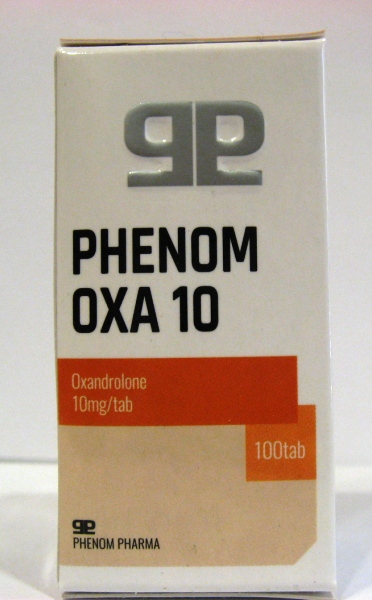 PHENOM
OXA 10
Oxandrolone
10mg/tab
100tab
PHENOM PHARMA